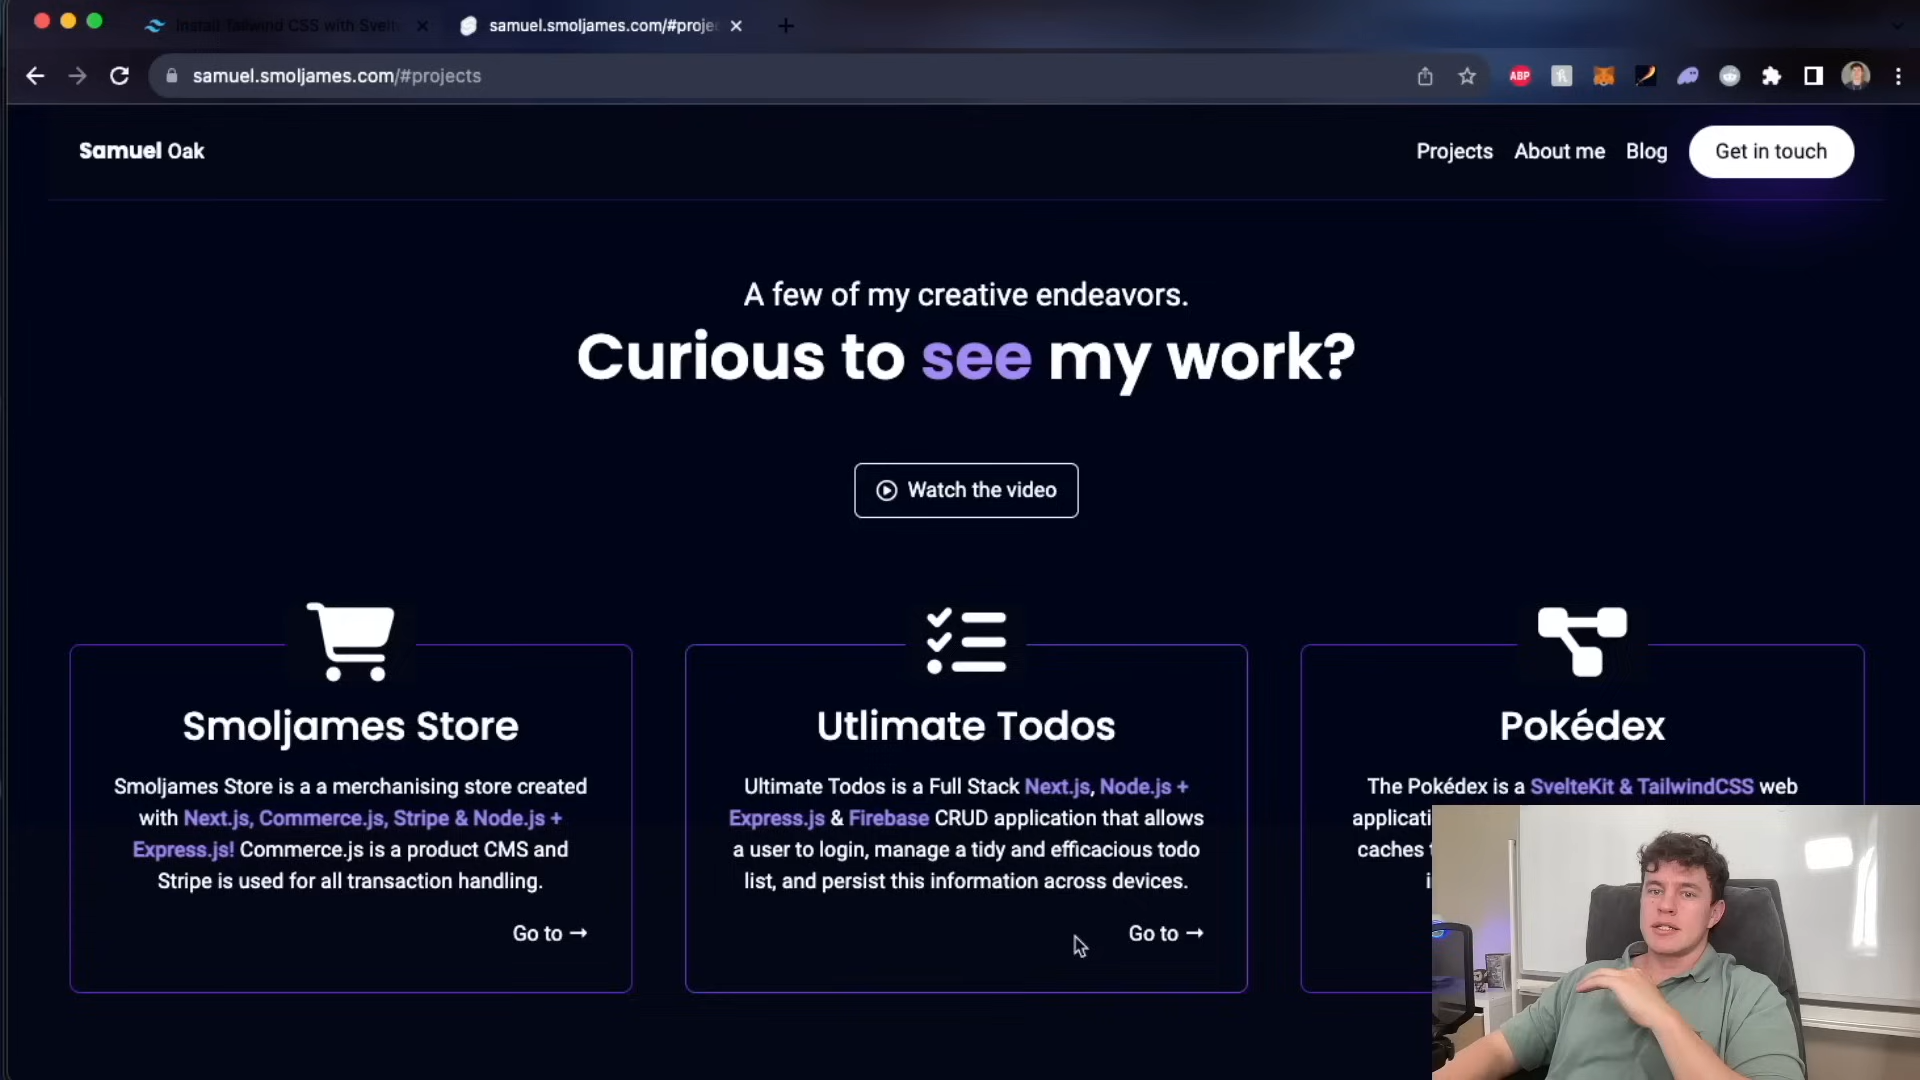 Install Tailwind CSS with Svelte
samuel.smoljames.com/#proje
samuel.smoljames.com/#projects
ABP
Samuel Oak
Projects
About me
Blog
Get in touch
A few of my creative endeavors.
Curious to see my work?
Watch the video
Smoljames Store
Smoljames Store is a a merchanising store created
with Next.js, Commerce.js, Stripe & Node.js +
Express.js! Commerce.js is a product CMS and
Stripe is used for all transaction handling.
Go to →
Utlimate Todos
Ultimate Todos is a Full Stack Next.js, Node.js +
Express.js & Firebase CRUD application that allows
a user to login, manage a tidy and efficacious todo
list, and persist this information across devices.
Go to →
Pokédex
The Pokédex is a SvelteKit & TailwindCSS web
applicati
caches